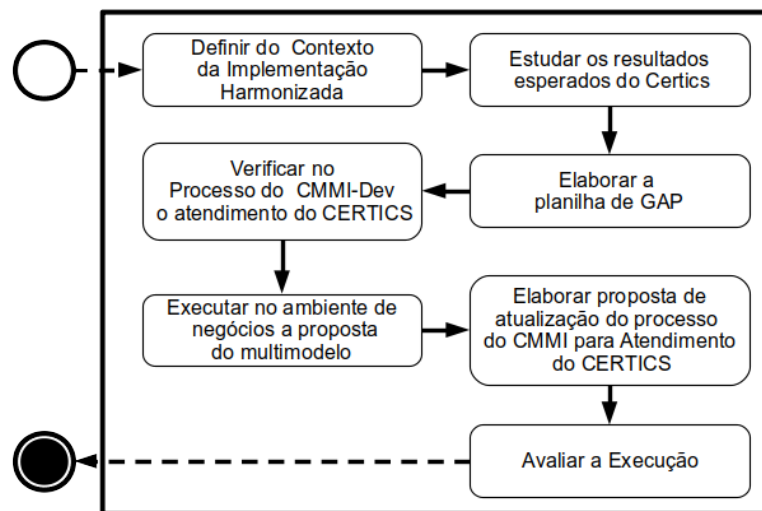 Definir do Contexto
da Implementação
Harmonizada
Estudar os resultados
esperados do Certics
Elaborar a
planilha de GAP
Verificar no
Processo do CMMI-Dev
o atendimento do CERTICS
Executar no ambiente de
negócios a proposta
do multimodelo
Elaborar proposta de
atualização do processo
do CMMI para Atendimento
do CERTICS
Avaliar a Execução